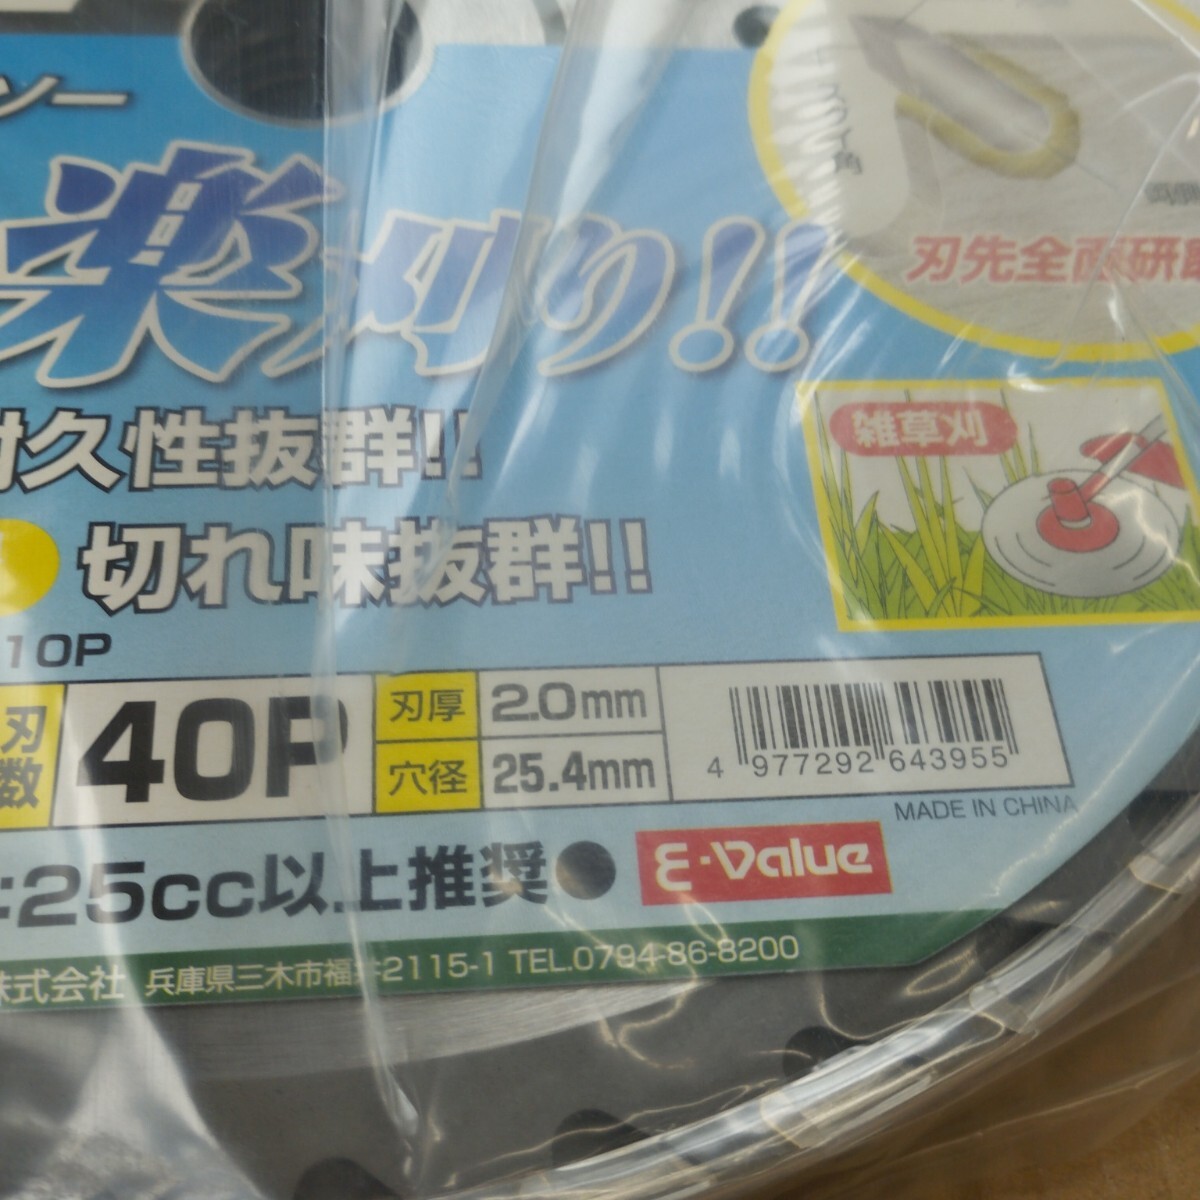 ソー
楽刈り!!
耐久性抜群!!
切れ味抜群!!
10P
刃数 40P
刃厚 2.0mm
穴径 25.4mm
4 977292 643955
MADE IN CHINA
:25cc以上推奨●
E-Value
株式会社 兵庫県三木市福井2115-1 TEL.0794-86-8200
刃先全面研
雑草刈